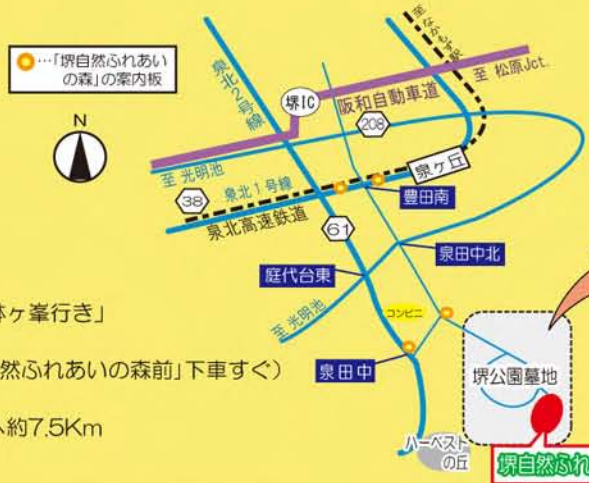 …「堺自然ふれあい
の森」の案内板
N
至 なかもず駅
至 松原Jct.
泉北2号線
堺IC
阪和自動車道
208
至 光明池
泉ヶ丘
泉北1号線
38
豊田南
泉北高速鉄道
61
泉田中北
庭代台東
至 光明池
コンビニ
ヶ峯行き」
然ふれあいの森前」下車すぐ)
泉田中
堺公園墓地
約7.5Km
ハーベスト
の丘
堺自然ふれ